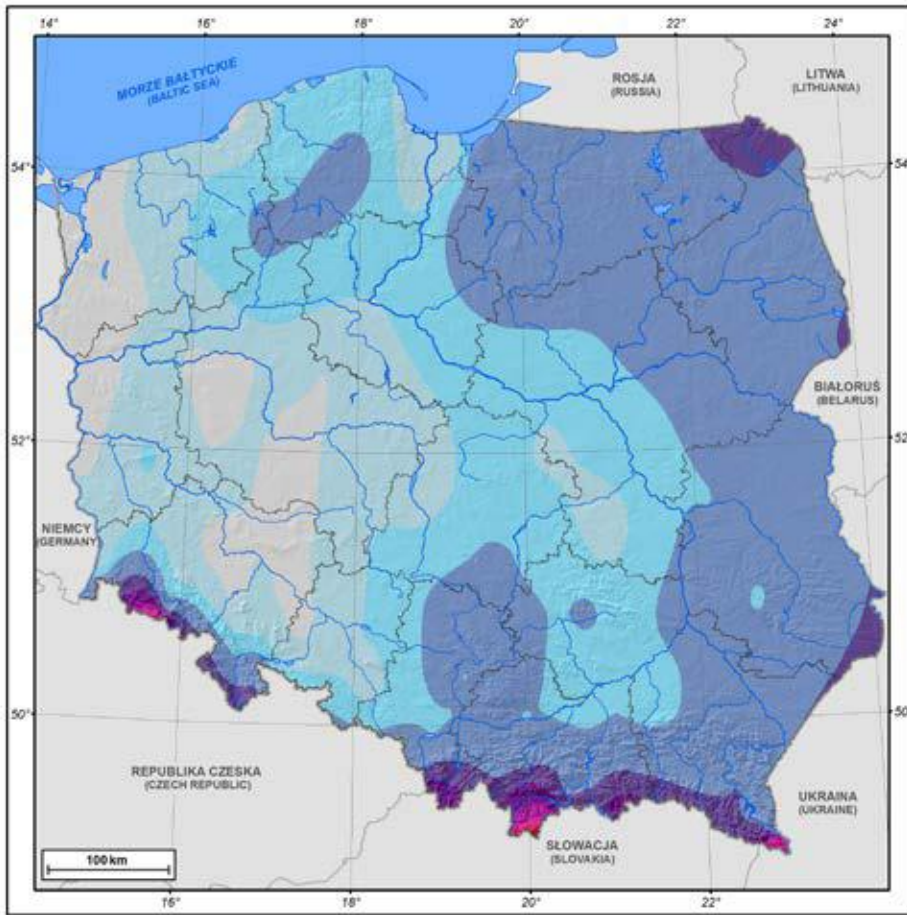 14° 16° 18° 20° 22° 24°
MORZE BAŁTYCKIE
(BALTIC SEA)
ROSJA
(RUSSIA)
LITWA
(LITHUANIA)
54° 54°
BIAŁORUŚ
(BELARUS)
52° 52°
NIEMCY
(GERMANY)
50° 50°
REPUBLIKA CZESKA
(CZECH REPUBLIC)
UKRAINA
(UKRAINE)
SŁOWACJA
(SLOVAKIA)
100 km
16° 18° 20° 22°